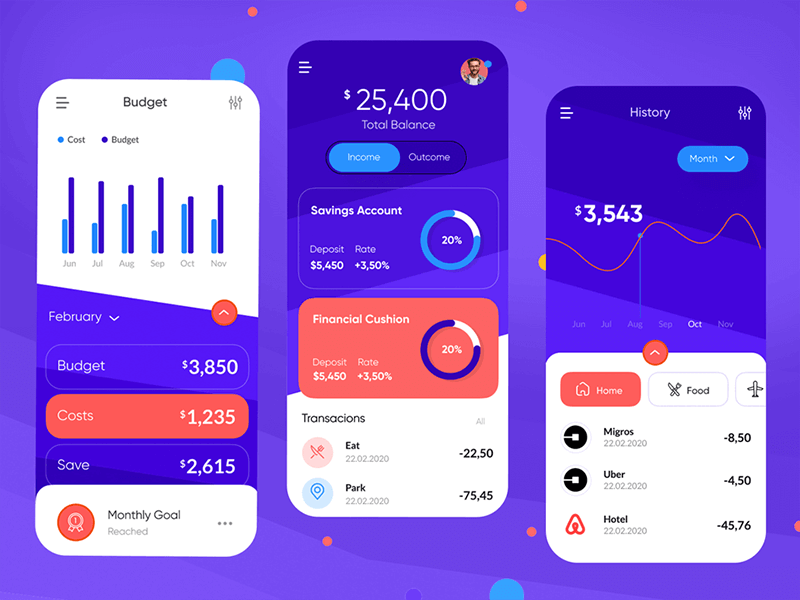 Budget
Cost Budget
Jun Jul Aug Sep Oct Nov
February
Budget $3,850
Costs $1,235
Save $2,615
Monthly Goal
Reached
$25,400
Total Balance
Income Outcome
Savings Account
Deposit Rate
$5,450 +3,50%
20%
Financial Cushion
Deposit Rate
$5,450 +3,50%
20%
Transacions All
Eat
22.02.2020
-22,50
Park
22.02.2020
-75,45
History
Month
$3,543
Jun Jul Aug Sep Oct Nov
Home Food
Migros
22.02.2020
-8,50
Uber
22.02.2020
-4,50
Hotel
22.02.2020
-45,76